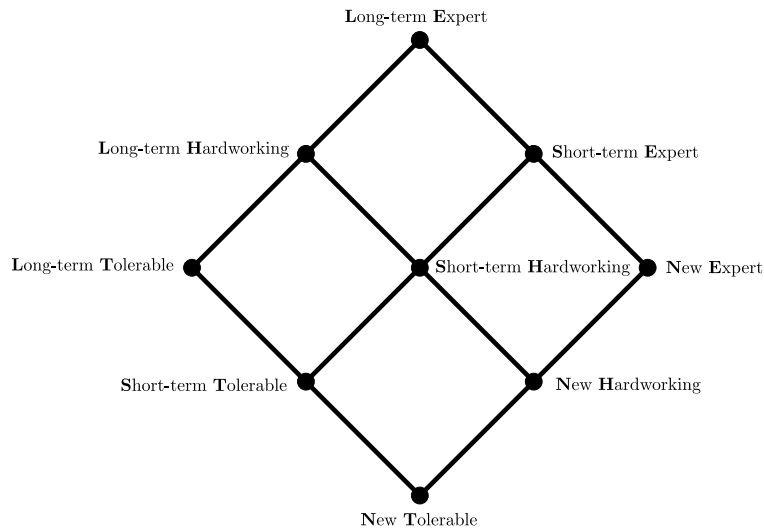 Long-term Expert
Long-term Hardworking
Short-term Expert
Long-term Tolerable
Short-term Hardworking
New Expert
Short-term Tolerable
New Hardworking
New Tolerable